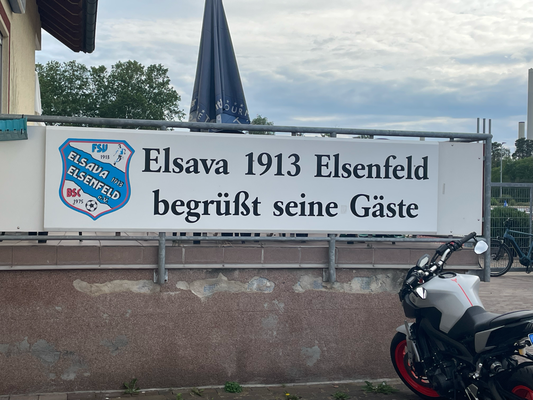 FSV
1913
ELSAVA
1913
ELSENFELD
e.V.
BSC
1975
Elsava 1913 Elsenfeld
begrüßt seine Gäste